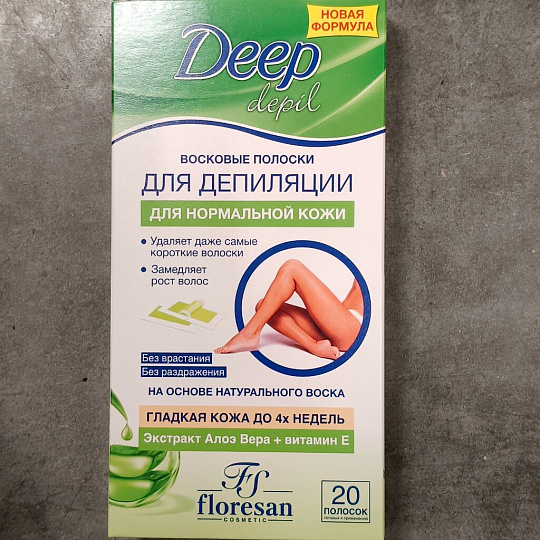 НОВАЯ
ФОРМУЛА
Deep
depil
ВОСКОВЫЕ ПОЛОСКИ
ДЛЯ ДЕПИЛЯЦИИ
ДЛЯ НОРМАЛЬНОЙ КОЖИ
• Удаляет даже самые
короткие волоски
• Замедляет
рост волос
Без врастания
Без раздражения
НА ОСНОВЕ НАТУРАЛЬНОГО ВОСКА
ГЛАДКАЯ КОЖА ДО 4х НЕДЕЛЬ
Экстракт Алоэ Вера + витамин Е
FS
floresan
COSMETIC
20
ПОЛОСОК
готовых к применению